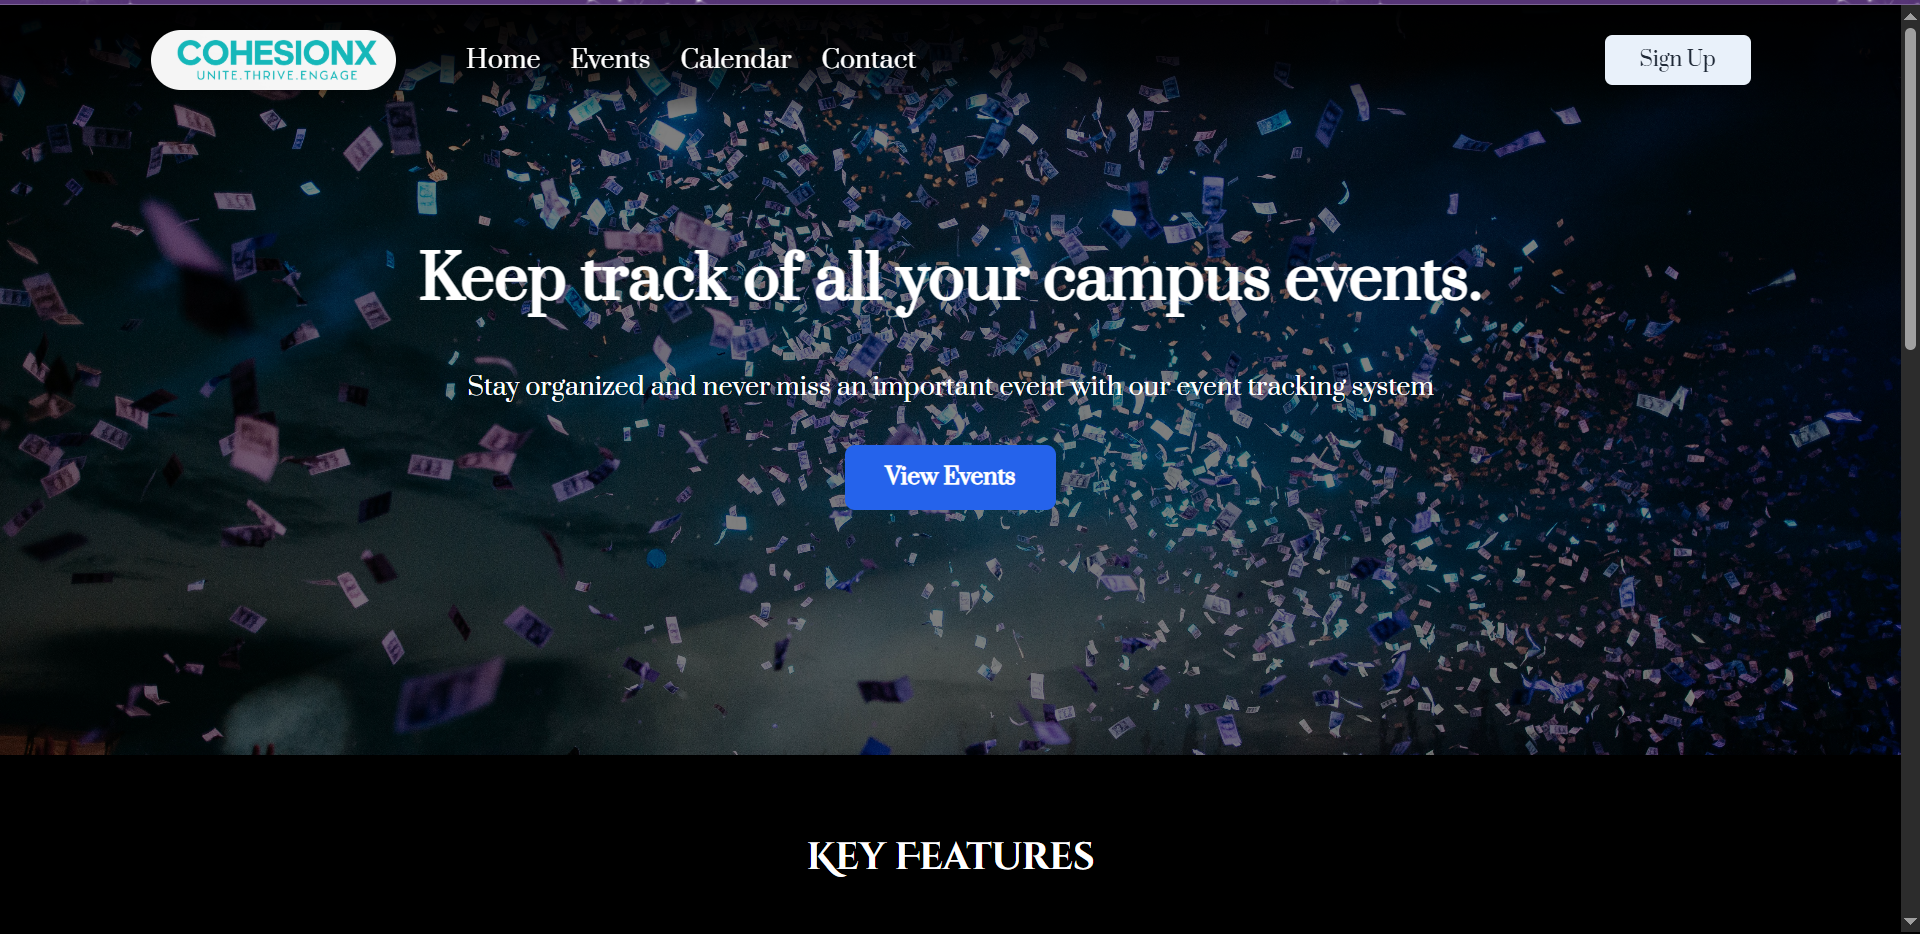 COHESIONX
UNITE.THRIVE.ENGAGE
Home Events Calendar Contact
Sign Up
Keep track of all your campus events.
Stay organized and never miss an important event with our event tracking system
View Events
Key Features